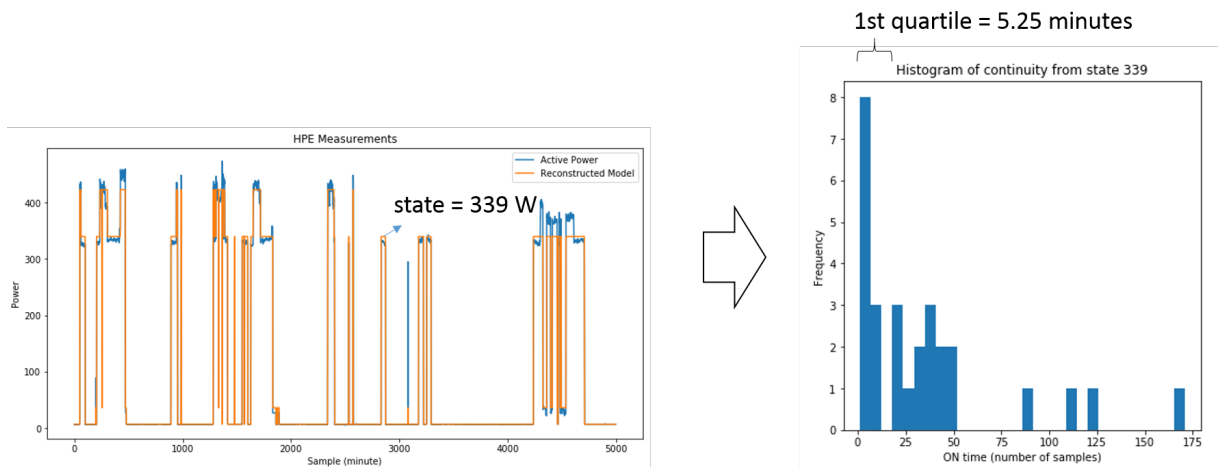 1st quartile = 5.25 minutes
HPE Measurements
Active Power
Reconstructed Model
state = 339 W
Power
400
300
200
100
0
0
1000
2000
3000
4000
5000
Sample (minute)
Histogram of continuity from state 339
Frequency
8
7
6
5
4
3
2
1
0
0
25
50
75
100
125
150
175
ON time (number of samples)